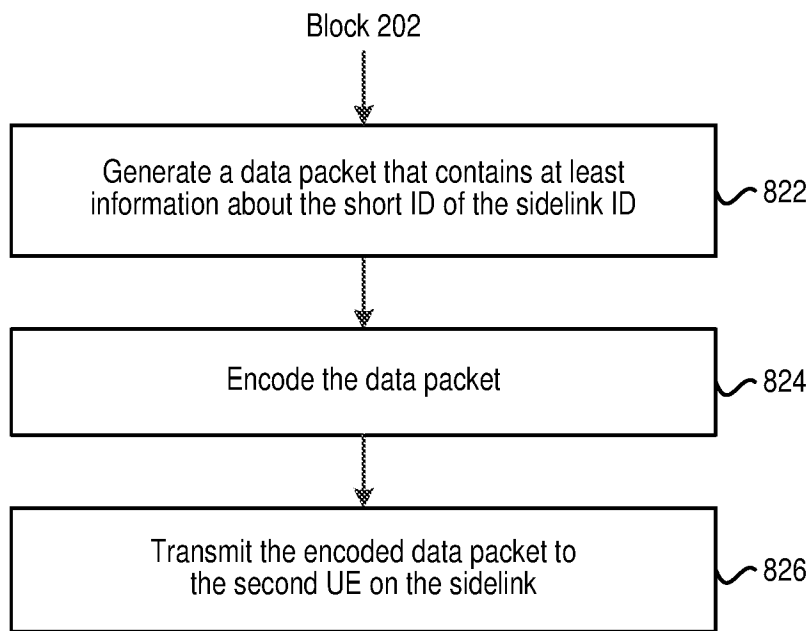 Block 202
Generate a data packet that contains at least
information about the short ID of the sidelink ID
822
Encode the data packet
824
Transmit the encoded data packet to
the second UE on the sidelink
826